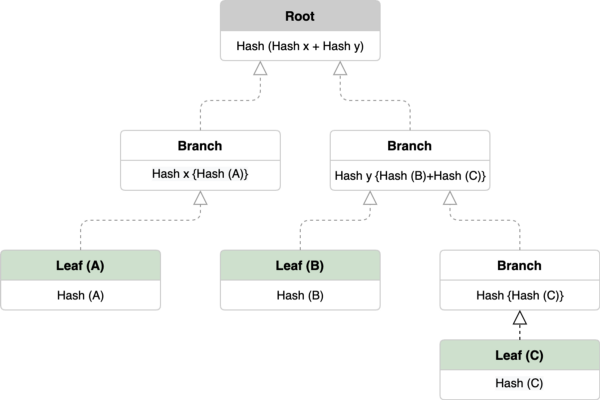 Root
Hash (Hash x + Hash y)
Branch
Hash x {Hash (A)}
Branch
Hash y {Hash (B)+Hash (C)}
Leaf (A)
Hash (A)
Leaf (B)
Hash (B)
Branch
Hash {Hash (C)}
Leaf (C)
Hash (C)